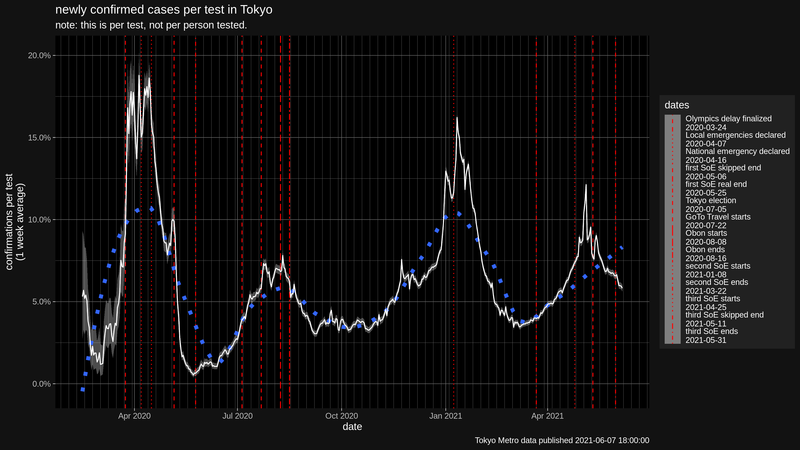 newly confirmed cases per test in Tokyo
note: this is per test, not per person tested.
20.0%
15.0%
10.0%
5.0%
0.0%
confirmations per test
(1 week average)
Apr 2020
Jul 2020
Oct 2020
Jan 2021
Apr 2021
date
Tokyo Metro data published 2021-06-07 18:00:00
dates
Olympics delay finalized
2020-03-24
Local emergencies declared
2020-04-07
National emergency declared
2020-04-16
first SoE skipped end
2020-05-06
first SoE real end
2020-05-25
Tokyo election
2020-07-05
GoTo Travel starts
2020-07-22
Obon starts
2020-08-08
Obon ends
2020-08-16
second SoE starts
2021-01-08
second SoE ends
2021-03-22
third SoE starts
2021-04-25
third SoE skipped end
2021-05-11
third SoE ends
2021-05-31